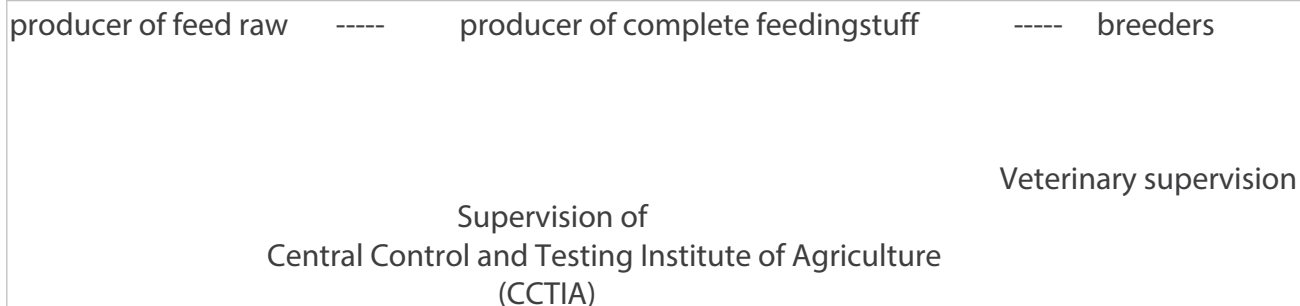 producer of feed raw ----- producer of complete feedingstuff ----- breeders
Veterinary supervision
Supervision of
Central Control and Testing Institute of Agriculture
(CCTIA)